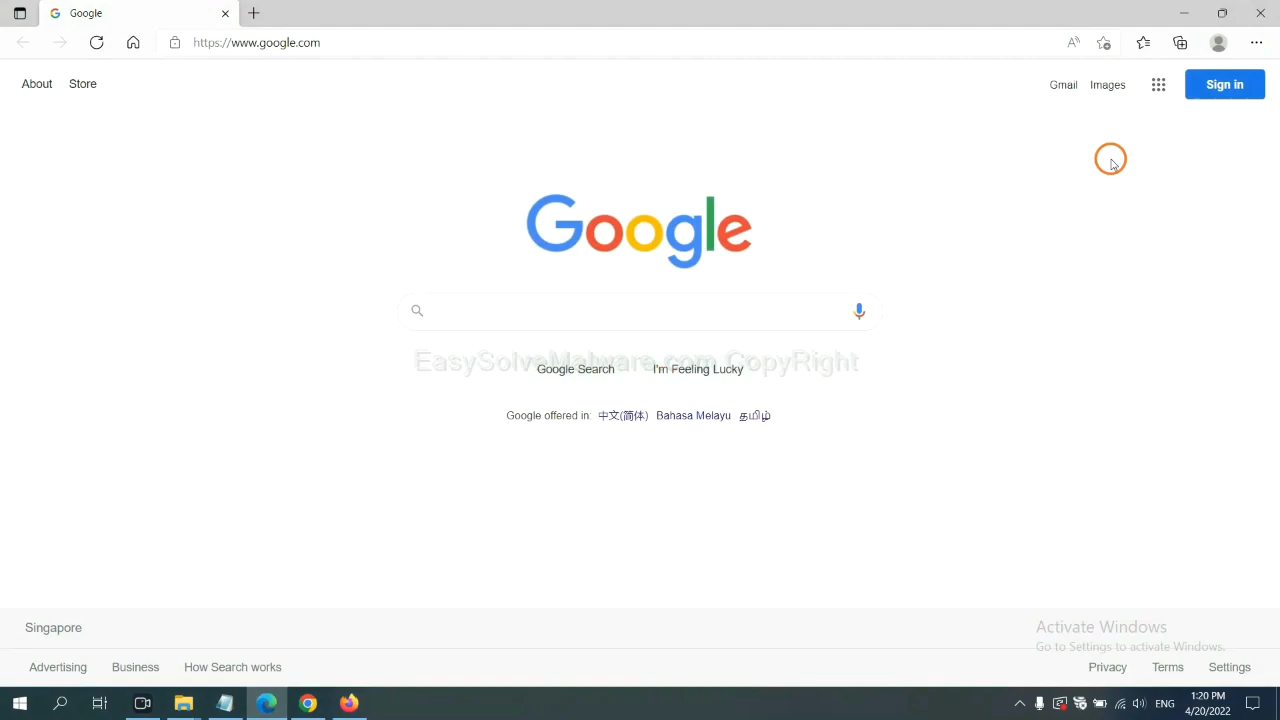 Google
https://www.google.com
About Store
Gmail Images Sign in
Google
EasySolveMalware.com CopyRight
Google Search I'm Feeling Lucky
Google offered in: 中文(简体) Bahasa Melayu தமிழ்
Singapore
Activate Windows
Go to Settings to activate Windows.
Advertising Business How Search works
Privacy Terms Settings
ENG
1:20 PM
4/20/2022